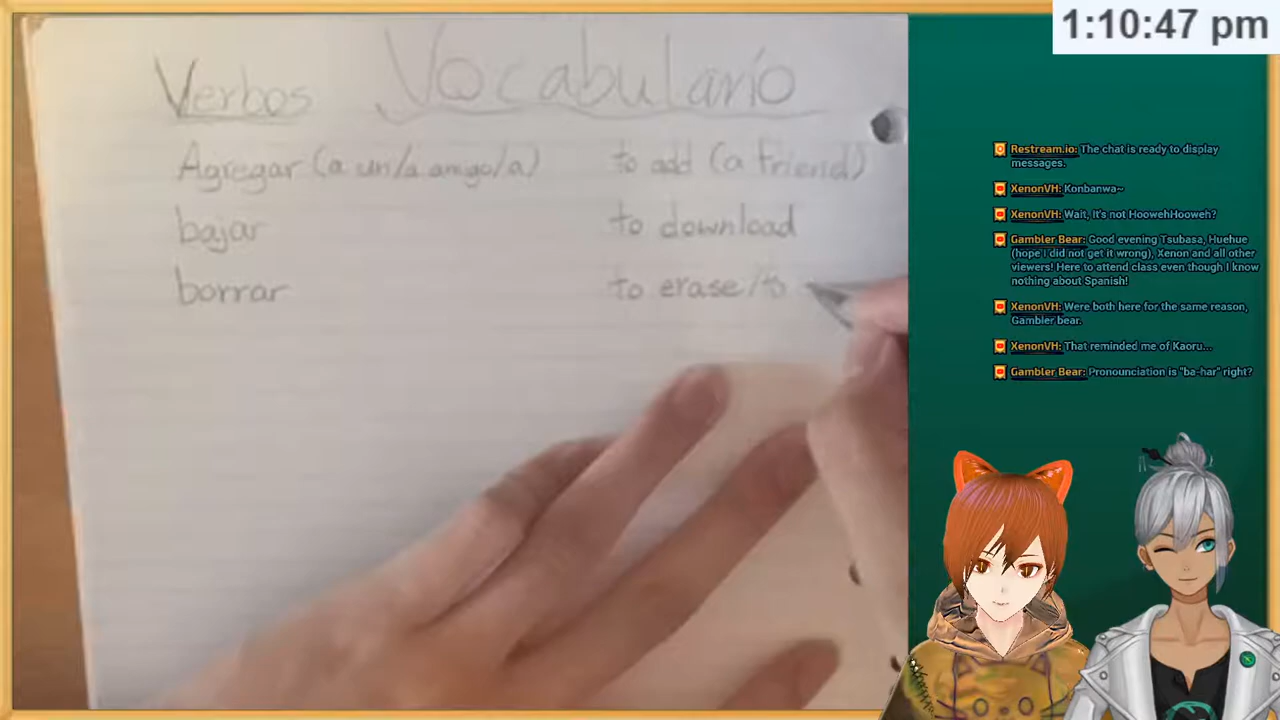 1:10:47 pm
Verbos Vocabulario
Agregar (a un/a amigo/a) to add (a friend)
bajar to download
borrar to erase/to
Restream.io: The chat is ready to display
messages.
XenonVH: Konbanwa~
XenonVH: Wait, it's not HoowehHooweh?
Gambler Bear: Good evening Tsubasa, Huehue
(hope I did not get it wrong), Xenon and all other
viewers! Here to attend class even though I know
nothing about Spanish!
XenonVH: Were both here for the same reason,
Gambler bear.
XenonVH: That reminded me of Kaoru...
Gambler Bear: Pronounciation is "ba-har" right?